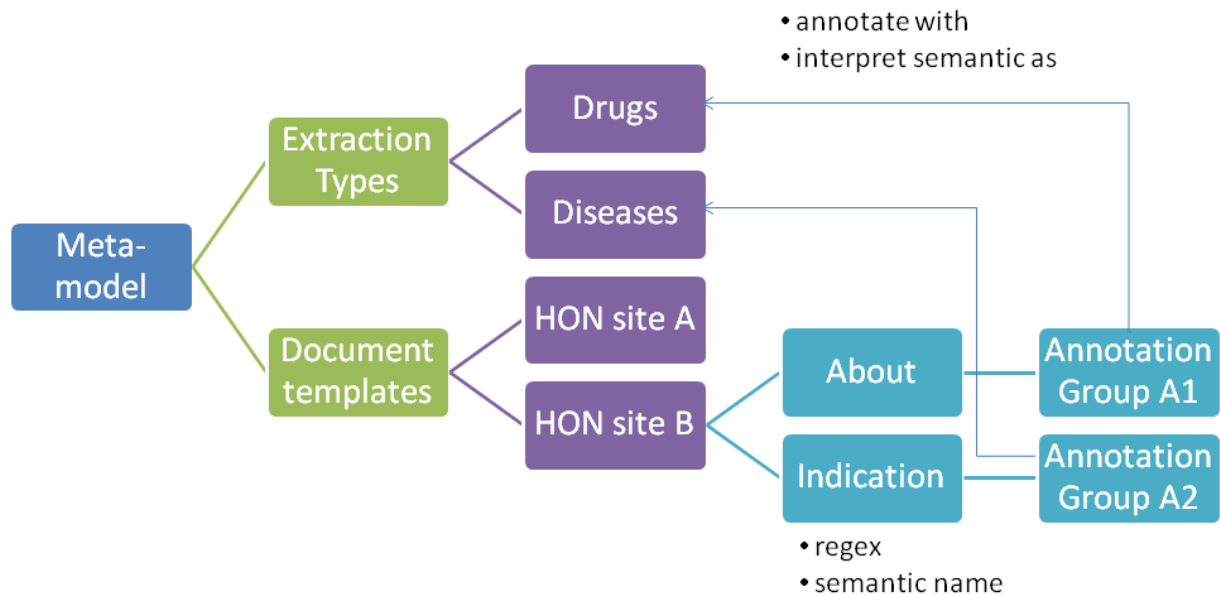 • annotate with
• interpret semantic as
Drugs
Extraction
Types
Diseases
Meta-
model
HON site A
Document
templates
About
Annotation
Group A1
HON site B
Indication
Annotation
Group A2
• regex
• semantic name